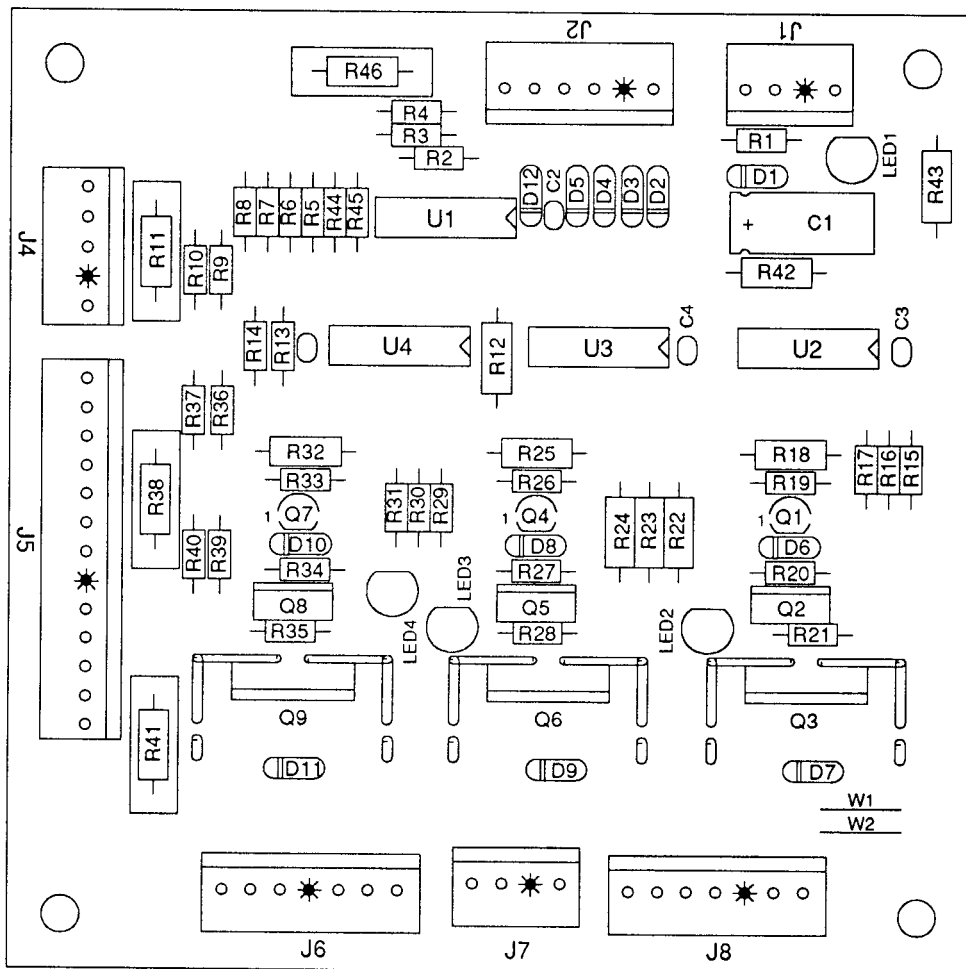 J2
J1
R46
R4
R3
R2
R1
LED1
R43
D12
C2
D5
D4
D3
D2
D1
R8
R7
R6
R5
R44
R45
U1
+
C1
J4
R11
R10
R9
R42
R14
R13
U4
R12
U3
C4
U2
C3
R37
R36
R32
R25
R18
R17
R16
R15
R33
R26
R19
J5
R38
R31
R30
R29
R24
R23
R22
1
Q7
1
Q4
1
Q1
R40
R39
D10
D8
D6
R34
R27
R20
LED3
Q8
Q5
Q2
LED4
LED2
R35
R28
R21
Q9
Q6
Q3
R41
D11
D9
D7
W1
W2
J6
J7
J8